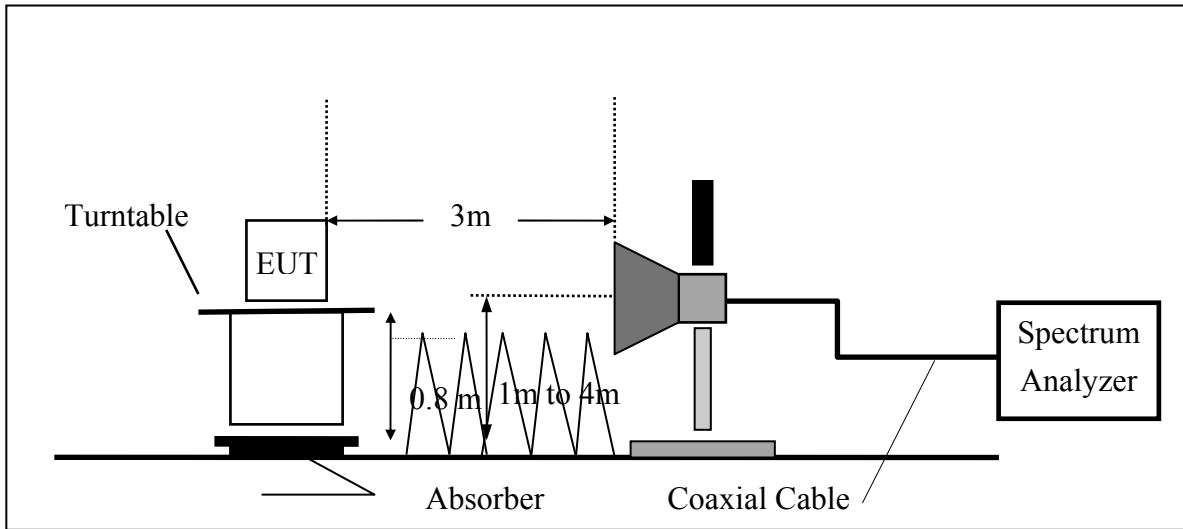 Turntable
3m
EUT
0.8 m
1m to 4m
Spectrum
Analyzer
Absorber
Coaxial Cable